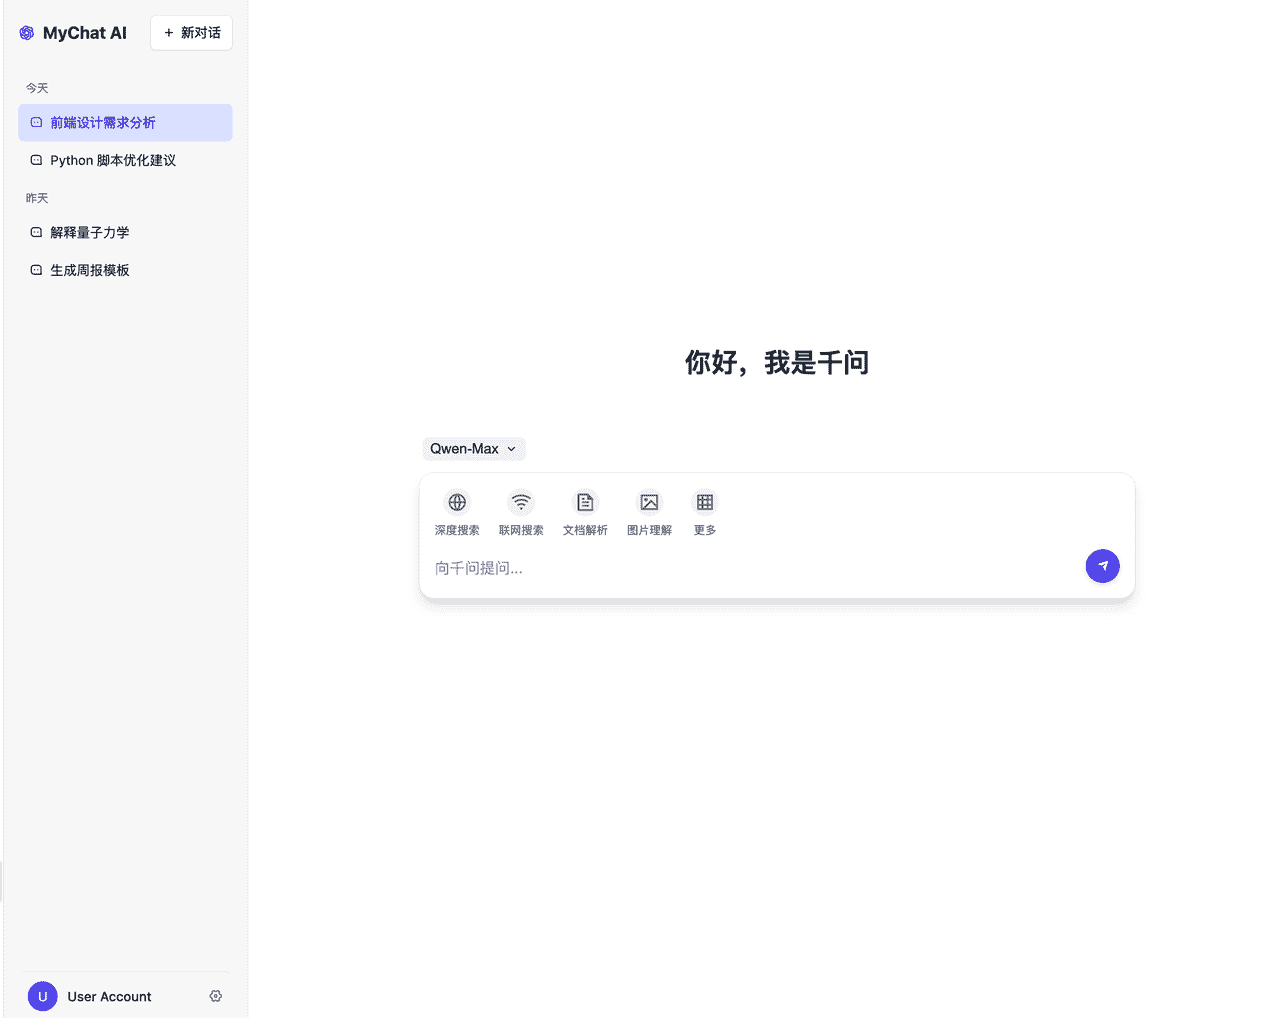 MyChat AI
+ 新对话
今天
前端设计需求分析
Python 脚本优化建议
昨天
解释量子力学
生成周报模板
你好，我是千问
Qwen-Max
深度搜索 联网搜索 文档解析 图片理解 更多
向千问提问...
U User Account